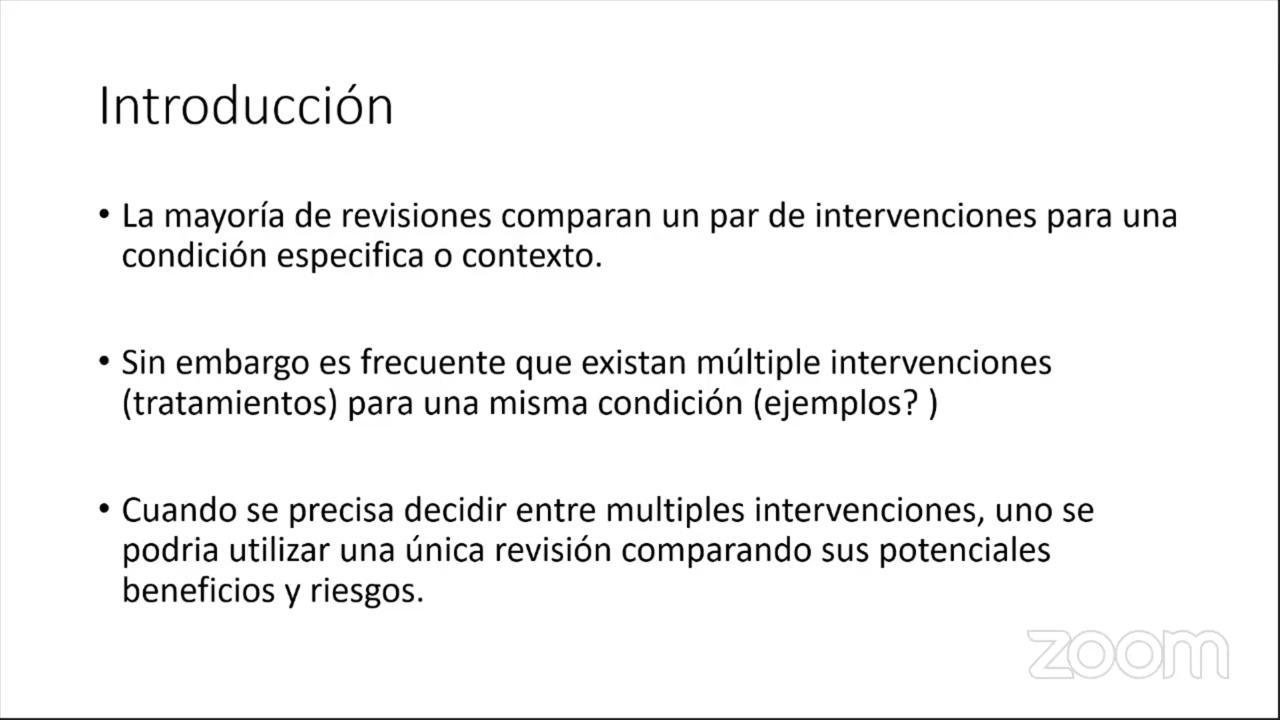 Introducción
• La mayoría de revisiones comparan un par de intervenciones para una
condición especifica o contexto.
• Sin embargo es frecuente que existan múltiple intervenciones
(tratamientos) para una misma condición (ejemplos? )
• Cuando se precisa decidir entre multiples intervenciones, uno se
podria utilizar una única revisión comparando sus potenciales
beneficios y riesgos.
zoom